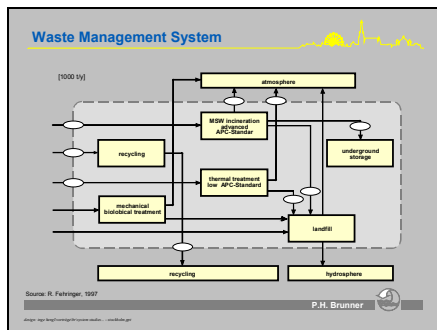 Waste Management System
[1000 t/y]
atmosphere
MSW incineration
advanced
APC-Standar
recycling
underground
storage
thermal treatment
low APC-Standard
mechanical
biolobical treatment
landfill
recycling
hydrosphere
Source: R. Fehringer, 1997
P.H. Brunner